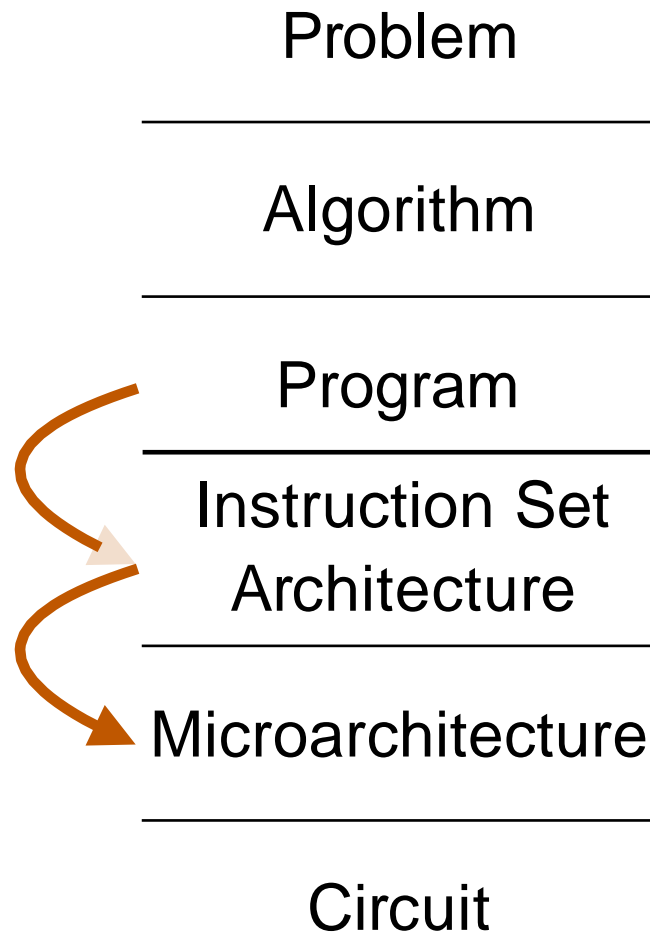 Problem
Algorithm
Program
Instruction Set
Architecture
Microarchitecture
Circuit